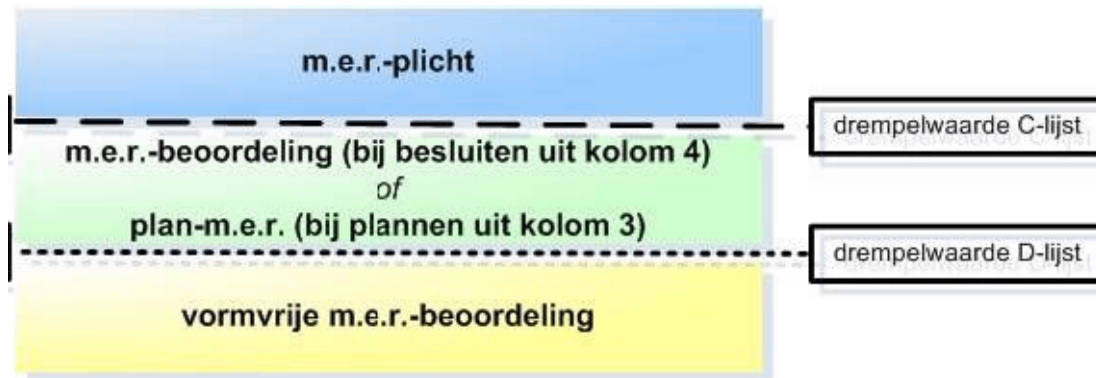 m.e.r.-plicht
drempelwaarde C-lijst
m.e.r.-beoordeling (bij besluiten uit kolom 4)
of
plan-m.e.r. (bij plannen uit kolom 3)
drempelwaarde D-lijst
vormvrije m.e.r.-beoordeling